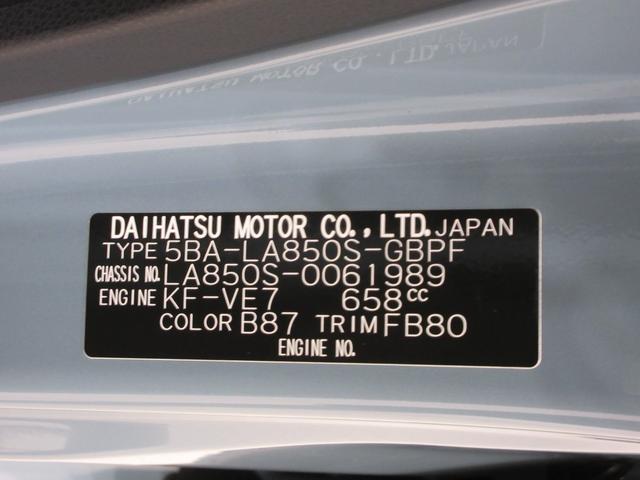 DAIHATSU MOTOR CO., LTD. JAPAN
TYPE 5BA-LA850S-GBPF
CHASSIS NO. LA850S-0061989
ENGINE KF-VE7 658cc
COLOR B87 TRIM FB80
ENGINE NO.